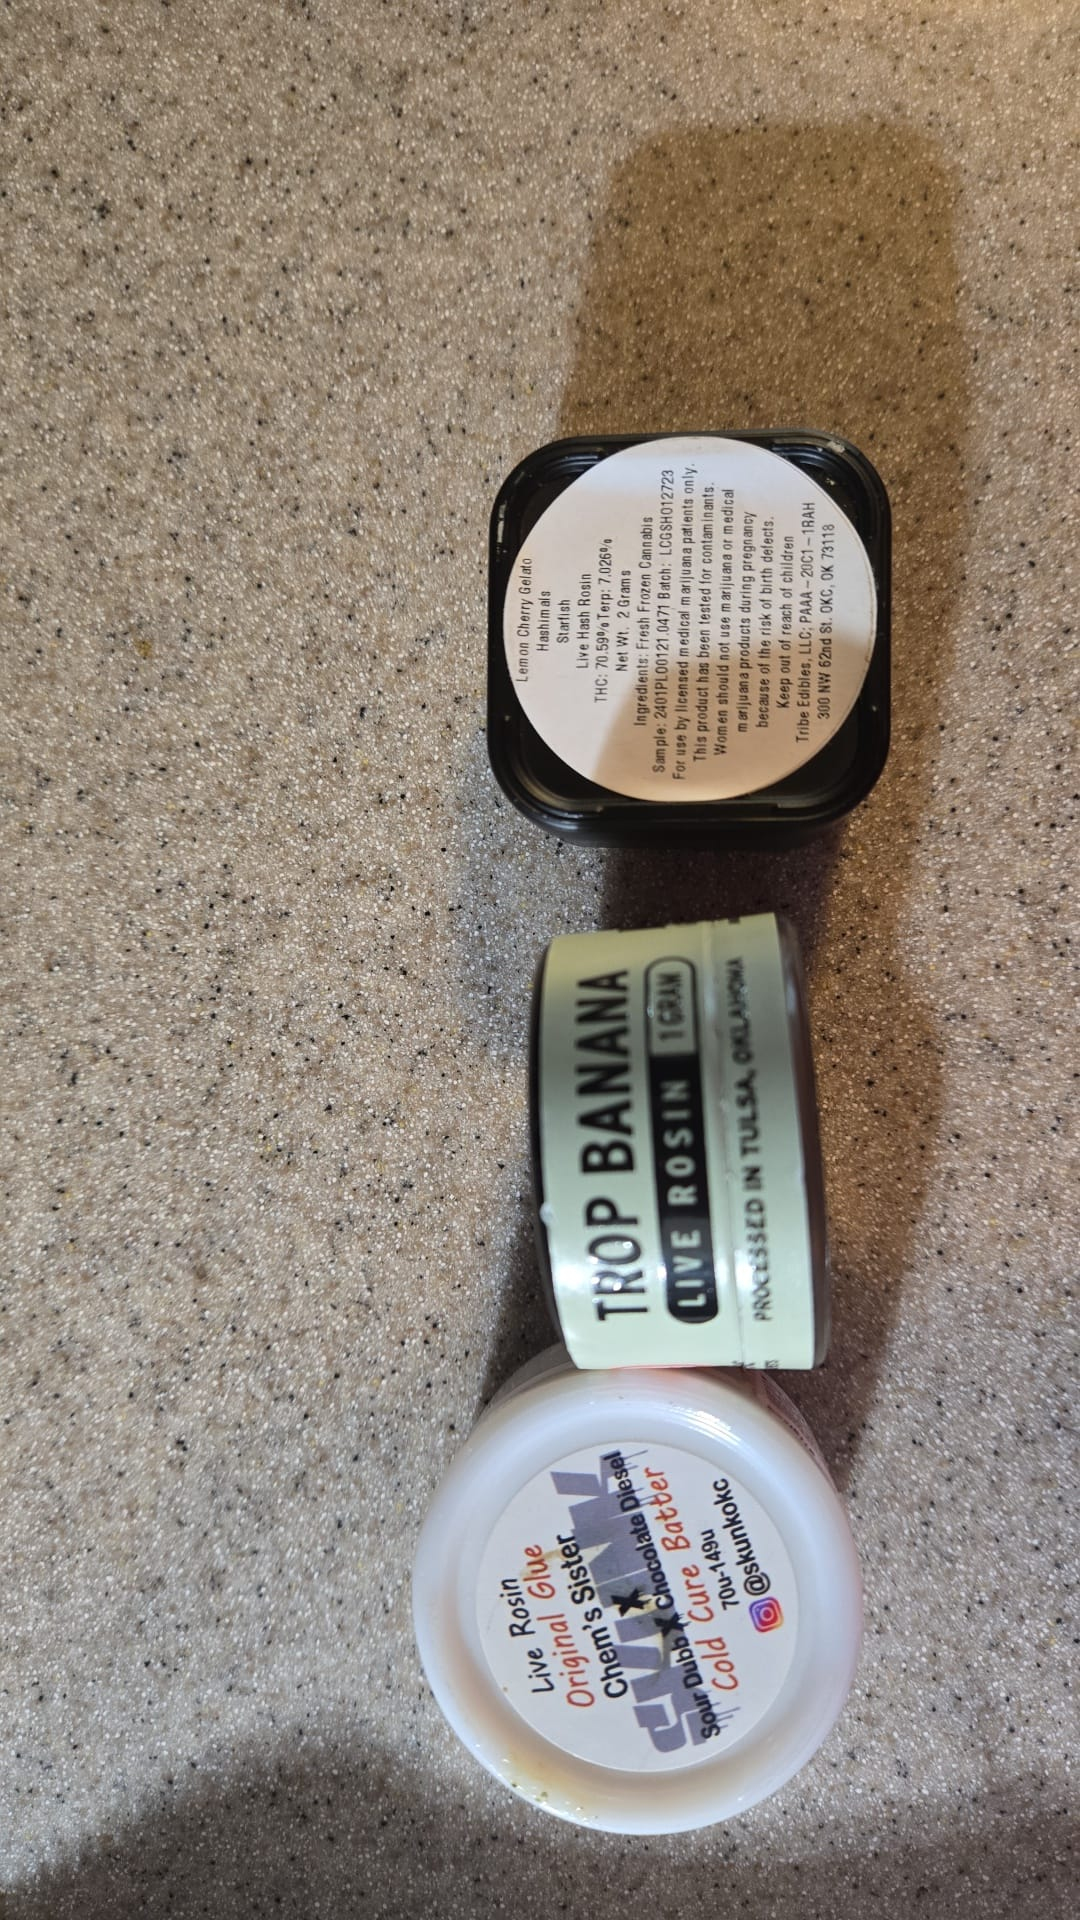 Live Rosin
Original Glue
Chem's Sister
X
Sour Dubb X Chocolate Diesel
Cold Cure Batter
70u-149u
@skunkokc
SKUNK
TROP BANANA
LIVE ROSIN 1 GRAM
PROCESSED IN TULSA, OKLAHOMA
Lemon Cherry Gelato
Hashimals
Starfish
Live Hash Rosin
THC: 70.59% Terp: 7.026%
Net Wt. 2 Grams
Ingredients: Fresh Frozen Cannabis
Sample: 2401PL00121.0471 Batch: LCGSH012723
For use by licensed medical marijuana patients only.
This product has been tested for contaminants.
Women should not use marijuana or medical
marijuana products during pregnancy
because of the risk of birth defects.
Keep out of reach of children
Tribe Edibles, LLC; PAAA-20C1-1RAH
300 NW 62nd St. OKC, OK 73118